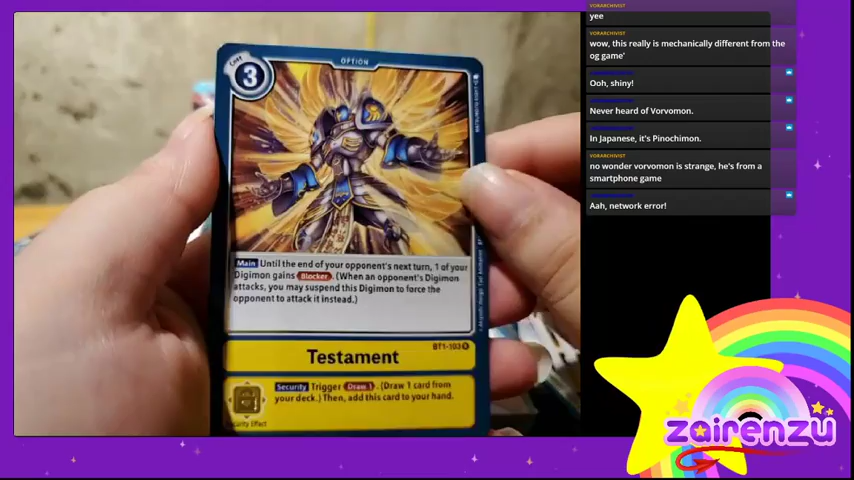 Cost
3
OPTION
Main Until the end of your opponent's next turn, 1 of your
Digimon gains Blocker. (When an opponent's Digimon
attacks, you may suspend this Digimon to force the
opponent to attack it instead.)
BT1-103 R
Testament
Security Trigger Draw 1. (Draw 1 card from
your deck.) Then, add this card to your hand.
Security Effect
VORARCHIVIST
yee
VORARCHIVIST
wow, this really is mechanically different from the
og game'
Ooh, shiny!
Never heard of Vorvomon.
In Japanese, it's Pinochimon.
VORARCHIVIST
no wonder vorvomon is strange, he's from a
smartphone game
Aah, network error!
zairenzu